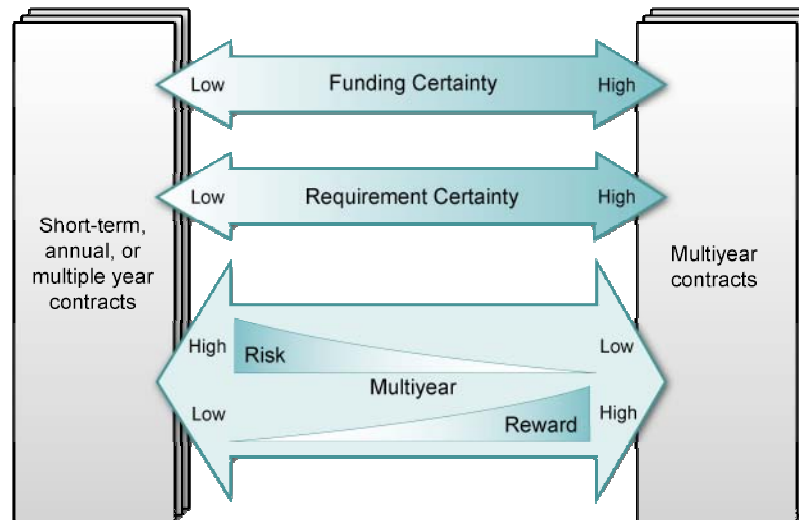 Low Funding Certainty High
Low Requirement Certainty High
Short-term,
annual, or
multiple year
contracts
Multiyear
contracts
High Risk Low
Multiyear
Low Reward High